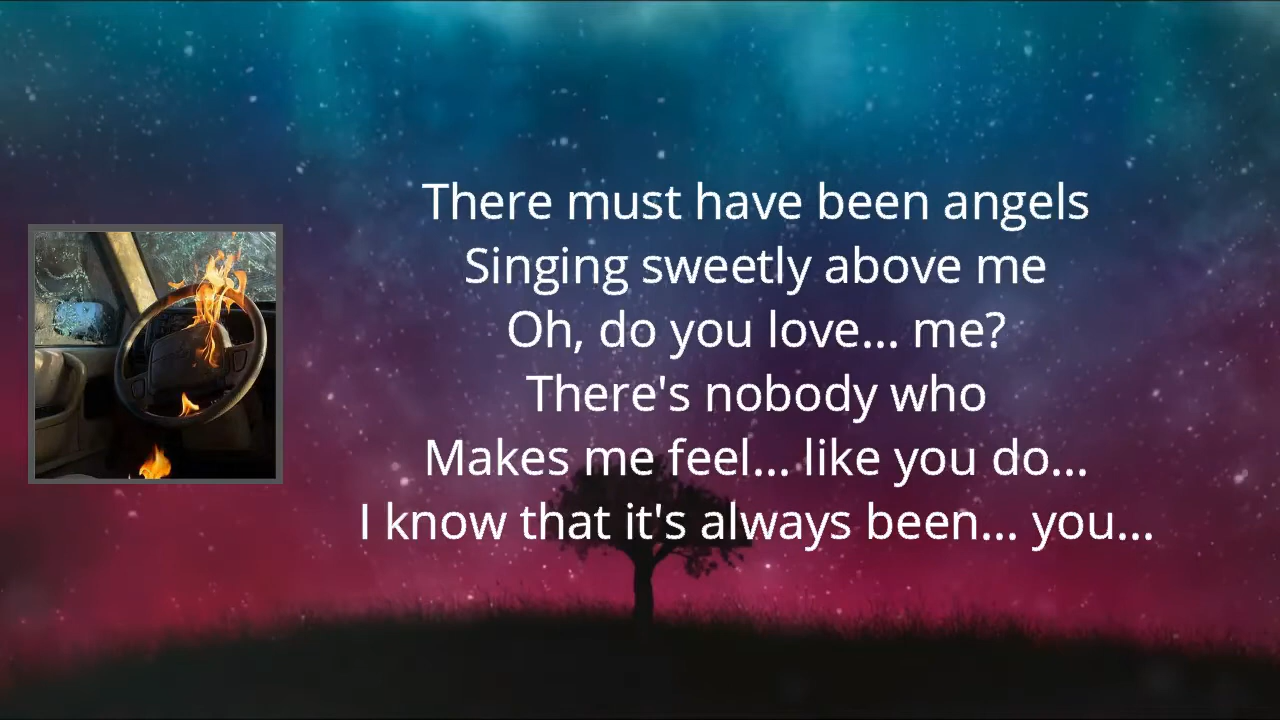 There must have been angels
Singing sweetly above me
Oh, do you love... me?
There's nobody who
Makes me feel... like you do...
I know that it's always been... you...